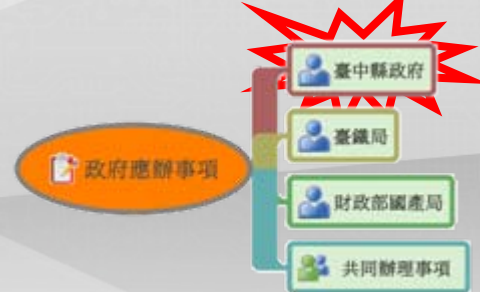 臺中縣政府
臺鐵局
政府應辦事項
財政部國產局
共同辦理事項